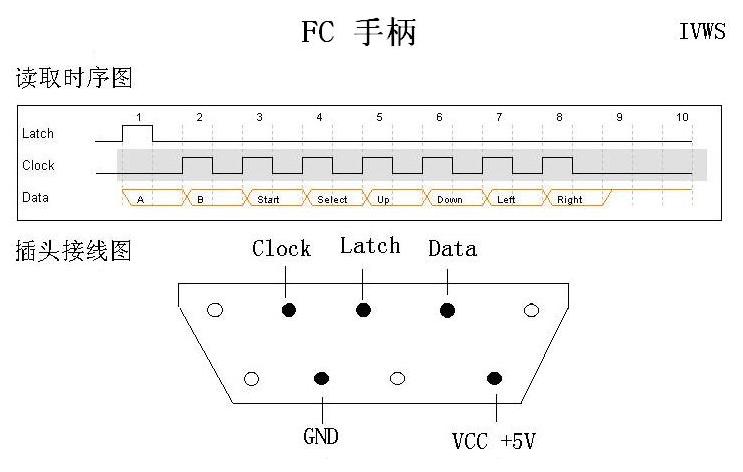 FC 手柄
IVWS
读取时序图
1 2 3 4 5 6 7 8 9 10
Latch
Clock
Data A B Start Select Up Down Left Right
插头接线图
Clock Latch Data
GND VCC +5V